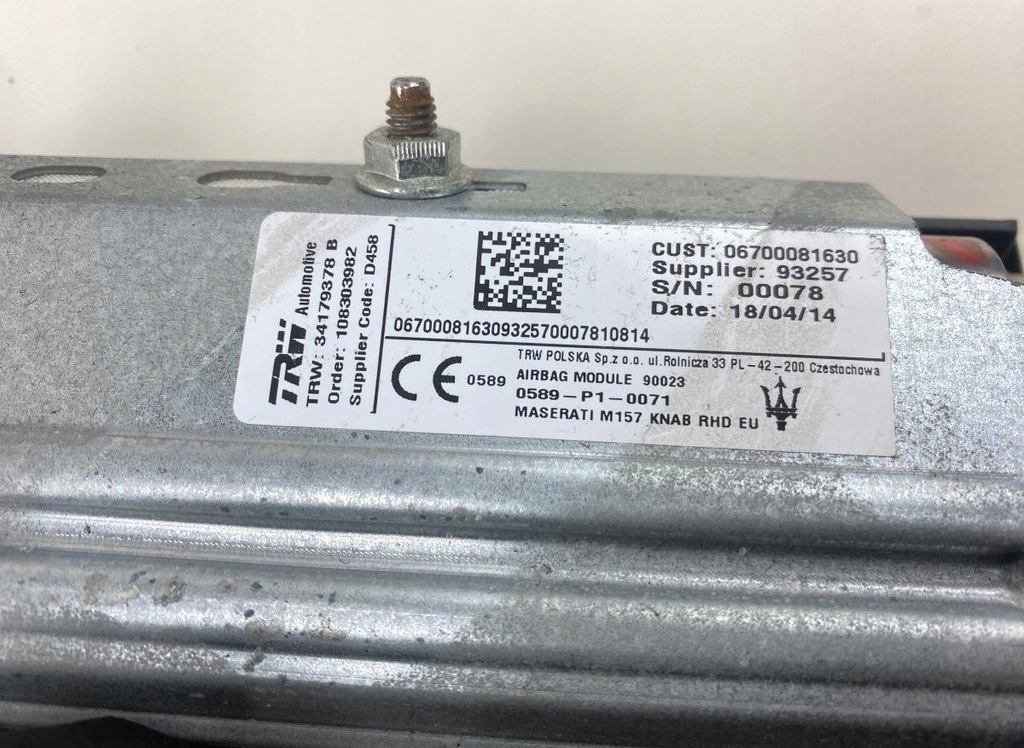 TRW Automotive
TRW: 34179378 B
Order: 108303982
Supplier Code: D458
CUST: 06700081630
Supplier: 93257
S/N: 00078
Date: 18/04/14
06700081630932570007810814
TRW POLSKA Sp.z o.o. ul.Rolnicza 33 PL-42-200 Czestochowa
CE 0589
AIRBAG MODULE 90023
0589-P1-0071
MASERATI M157 KNAB RHD EU